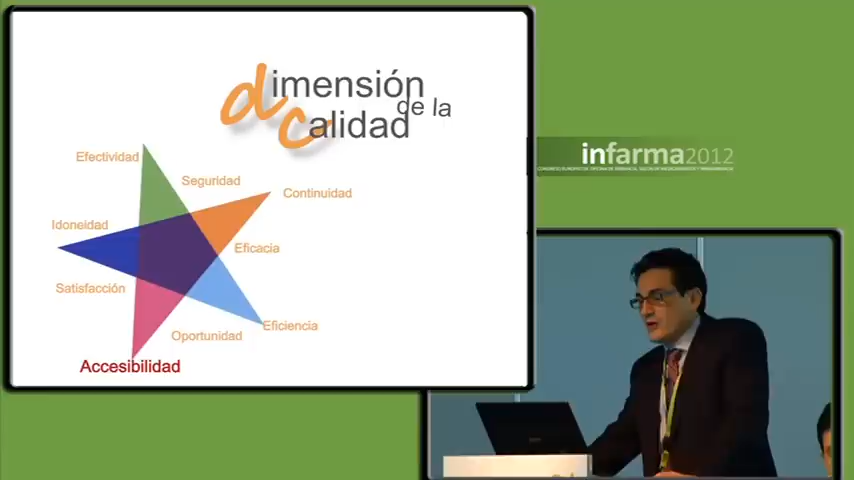 dimensión
de la
calidad
Efectividad
Seguridad
Continuidad
Idoneidad
Eficacia
Satisfacción
Eficiencia
Oportunidad
Accesibilidad
infarma2012